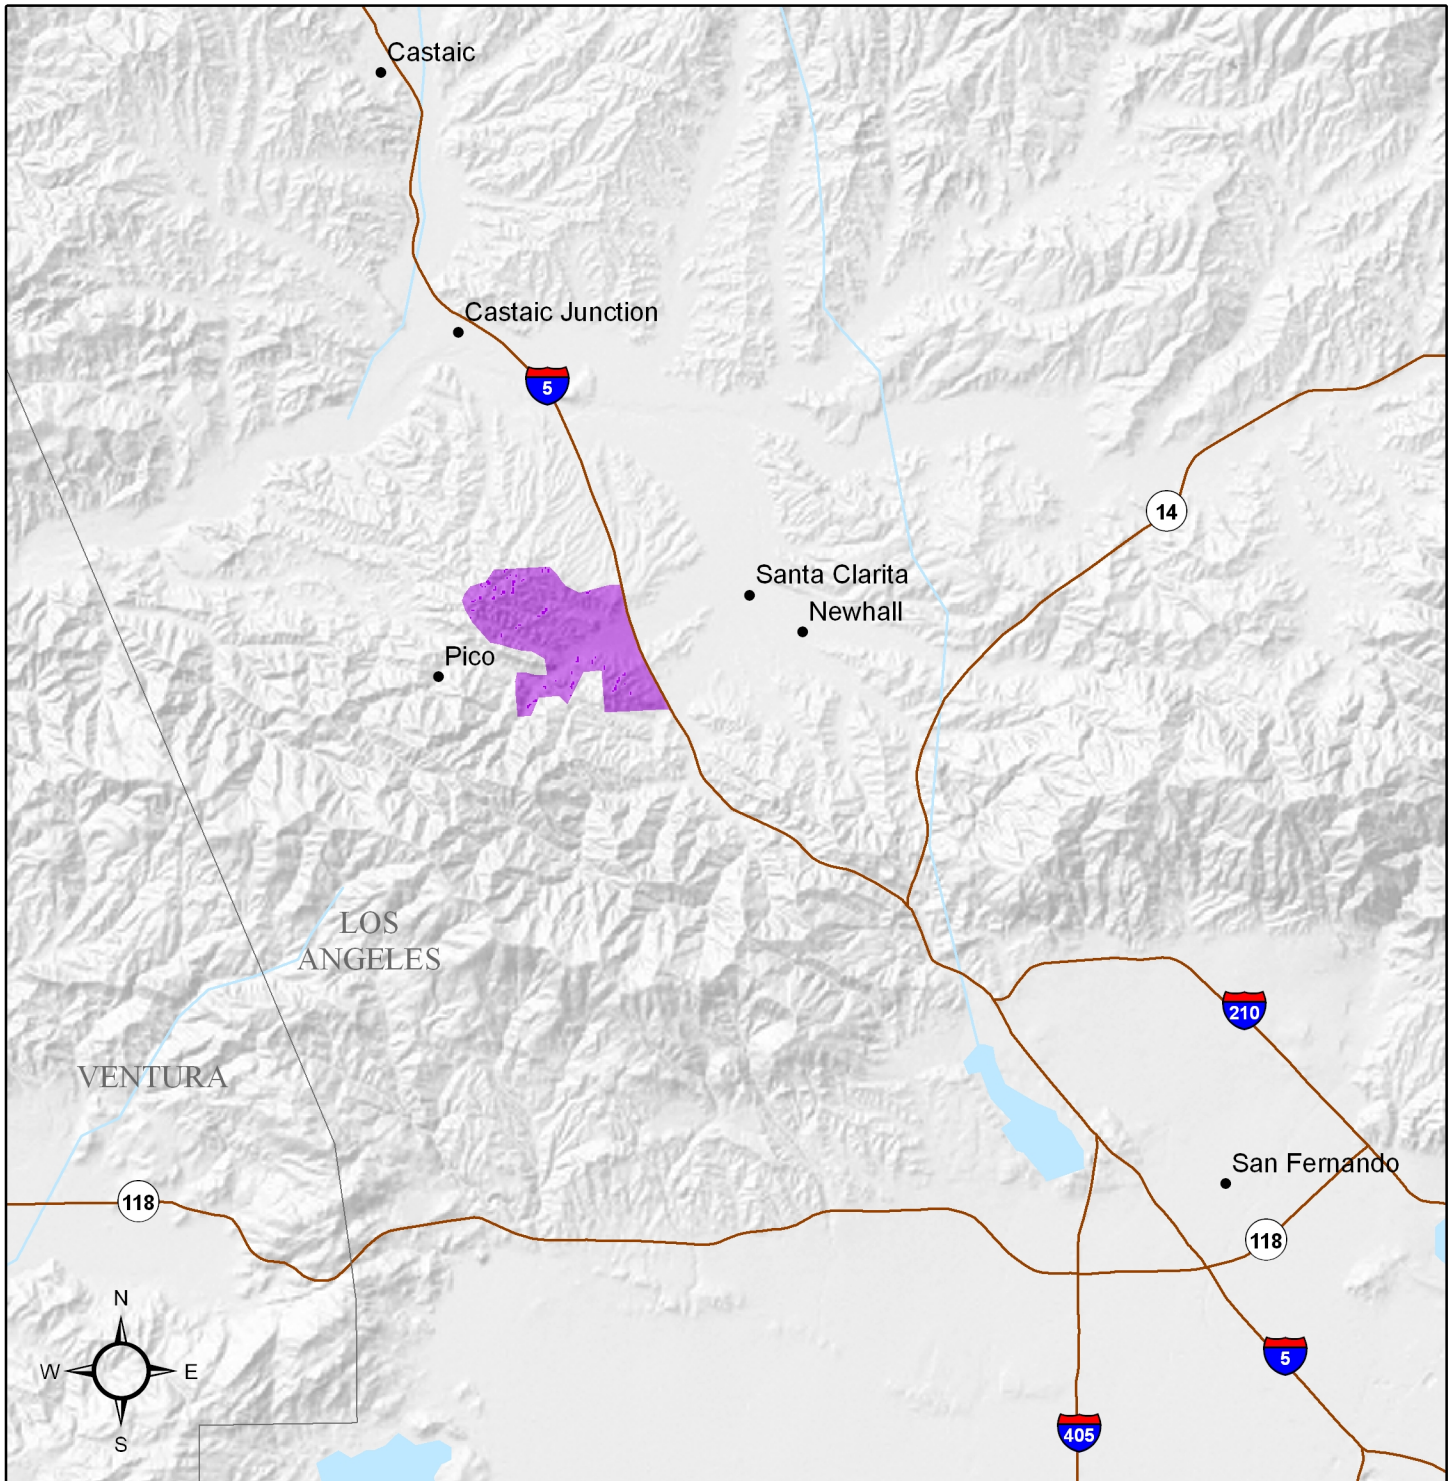 Castaic
Castaic Junction
5
14
Santa Clarita
Newhall
Pico
LOS
ANGELES
210
VENTURA
San Fernando
118
118
N
W
E
S
5
405